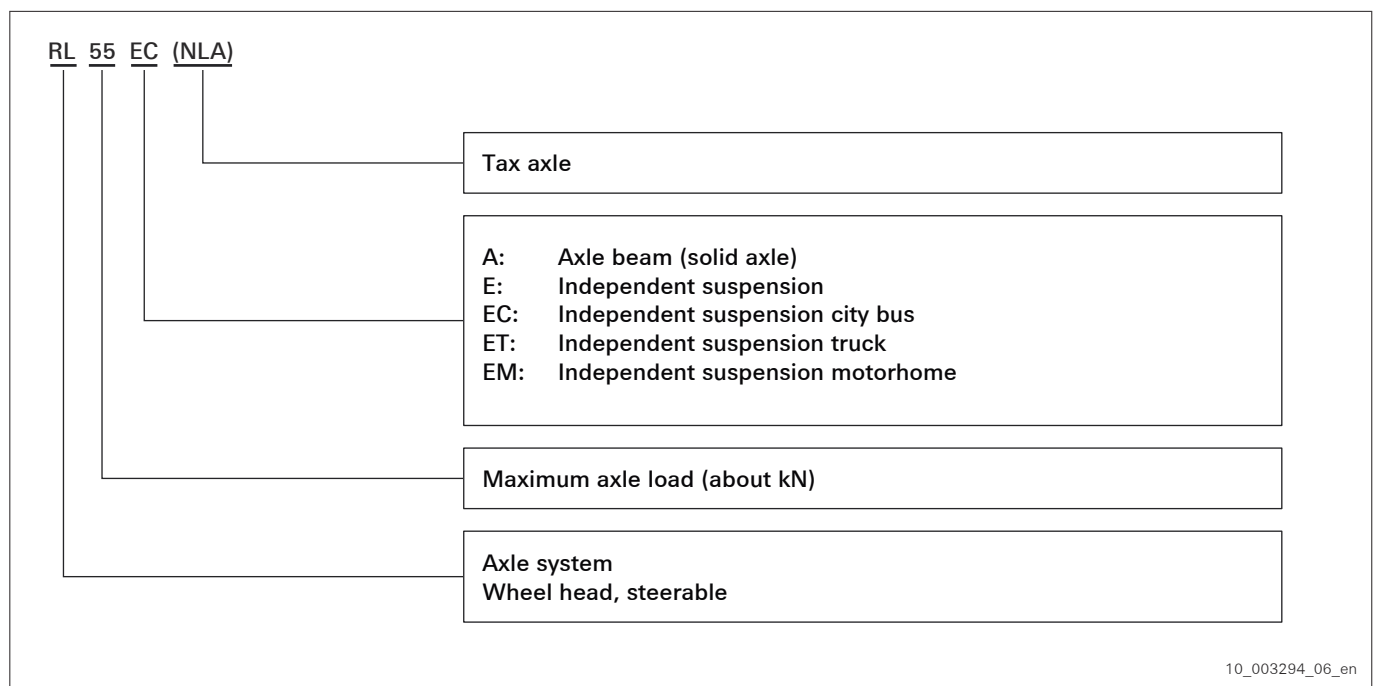 RL 55 EC (NLA)
Tax axle
A: Axle beam (solid axle)
E: Independent suspension
EC: Independent suspension city bus
ET: Independent suspension truck
EM: Independent suspension motorhome
Maximum axle load (about kN)
Axle system
Wheel head, steerable
10_003294_06_en